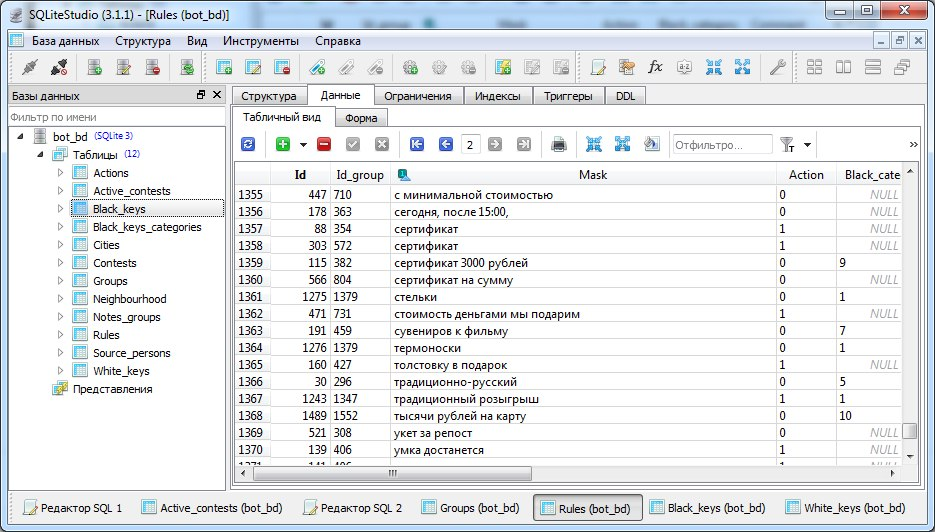 SQLiteStudio (3.1.1) - [Rules (bot_bd)]
База данных Структура Вид Инструменты Справка
Базы данных
Фильтр по имени
bot_bd (SQLite 3)
Таблицы (12)
Actions
Active_contests
Black_keys
Black_keys_categories
Cities
Contests
Groups
Neighbourhood
Notes_groups
Rules
Source_persons
White_keys
Представления
Структура Данные Ограничения Индексы Триггеры DDL
Табличный вид Форма
2 Отфильтро... »
Id Id_group 1 Mask Action Black_cate
1355 447 710 с минимальной стоимостью 0 NULL
1356 178 363 сегодня, после 15:00, 0 NULL
1357 88 354 сертификат 1 NULL
1358 303 572 сертификат 1 NULL
1359 115 382 сертификат 3000 рублей 0 9
1360 566 804 сертификат на сумму 0 NULL
1361 1275 1379 стельки 0 1
1362 471 731 стоимость деньгами мы подарим 1 NULL
1363 191 459 сувениров к фильму 0 7
1364 1276 1379 термоноски 0 1
1365 160 427 толстовку в подарок 1 NULL
1366 30 296 традиционно-русский 0 5
1367 1243 1347 традиционный розыгрыш 1 1
1368 1489 1552 тысячи рублей на карту 0 10
1369 521 308 укет за репост 0 NULL
1370 139 406 умка достанется 1 NULL
Редактор SQL 1 Active_contests (bot_bd) Редактор SQL 2 Groups (bot_bd) Rules (bot_bd) Black_keys (bot_bd) White_keys (bot_bd)